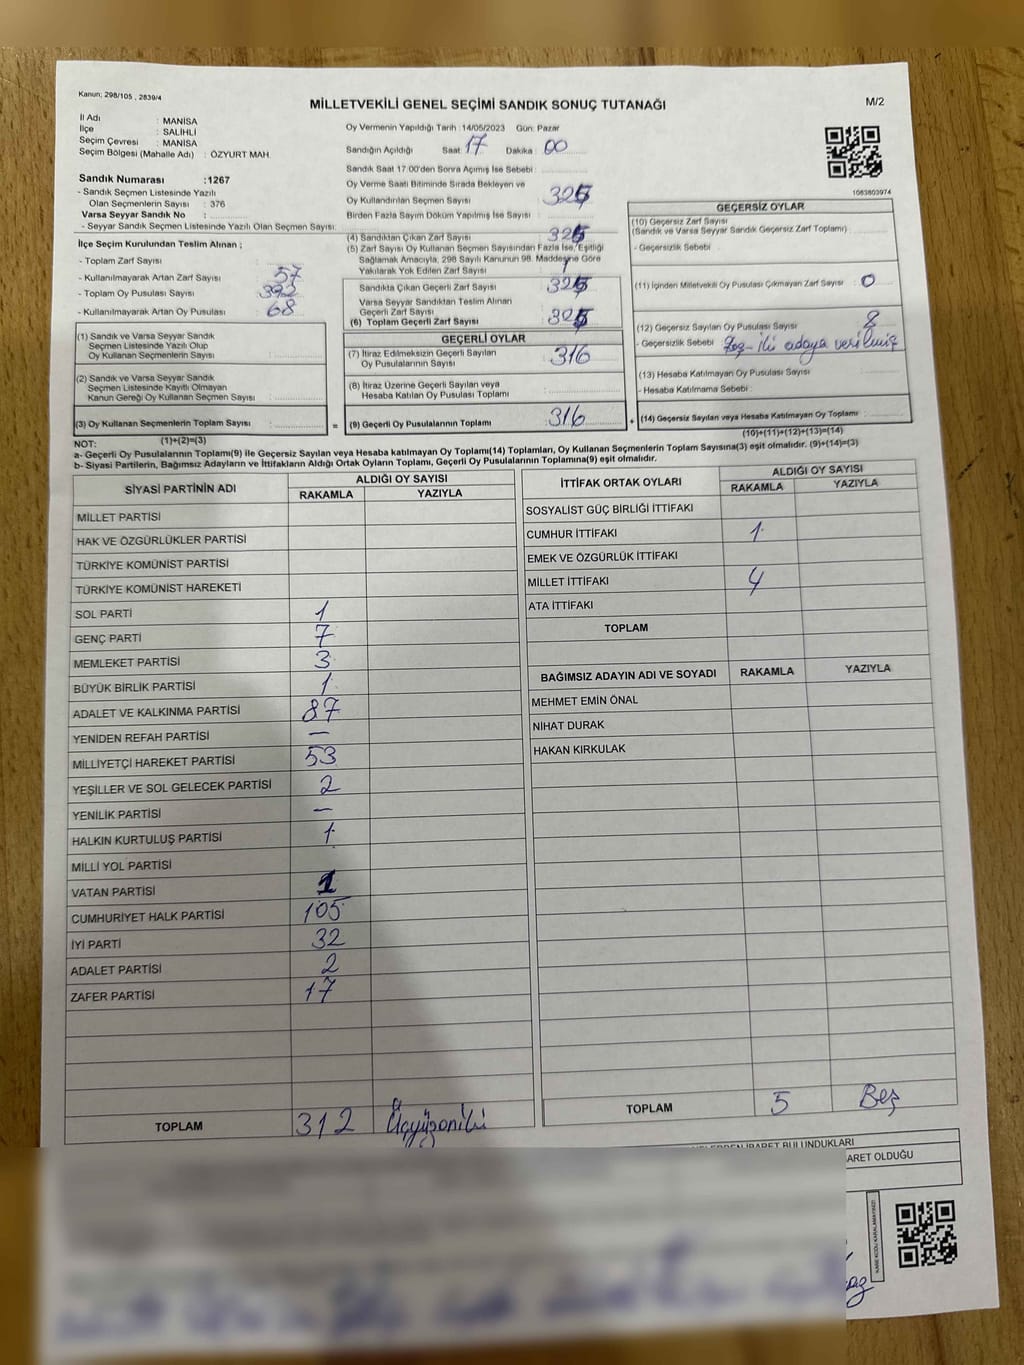 Kanun; 298/105 , 2839/4
MİLLETVEKİLİ GENEL SEÇİMİ SANDIK SONUÇ TUTANAĞI
M/2
İl Adı : MANİSA
İlçe : SALİHLİ
Seçim Çevresi : MANİSA
Seçim Bölgesi (Mahalle Adı) : ÖZYURT MAH.
Sandık Numarası :1267
- Sandık Seçmen Listesinde Yazılı
Olan Seçmenlerin Sayısı : 376
Varsa Seyyar Sandık No :
- Seyyar Sandık Seçmen Listesinde Yazılı Olan Seçmen Sayısı:
İlçe Seçim Kurulundan Teslim Alınan ;
- Toplam Zarf Sayısı :
- Kullanılmayarak Artan Zarf Sayısı : 57
- Toplam Oy Pusulası Sayısı : 392
- Kullanılmayarak Artan Oy Pusulası : 68
Oy Vermenin Yapıldığı Tarih :14/05/2023 Gün: Pazar
Sandığın Açıldığı Saat: 17 Dakika: 00
Sandık Saat 17.00'den Sonra Açımış İse Sebebi :
Oy Verme Saati Bitiminde Sırada Bekleyen ve
Oy Kullandırılan Seçmen Sayısı :
Birden Fazla Sayım Döküm Yapılmış İse Sayısı :
(4) Sandıktan Çıkan Zarf Sayısı :
(5) Zarf Sayısı Oy Kullanan Seçmen Sayısından Fazla İse, Eşitliği
Sağlamak Amacıyla, 298 Sayılı Kanunun 98. Maddesine Göre
Yakılarak Yok Edilen Zarf Sayısı :
Sandıkta Çıkan Geçerli Zarf Sayısı :
Varsa Seyyar Sandıktan Teslim Alınan
Geçerli Zarf Sayısı :
(6) Toplam Geçerli Zarf Sayısı :
1063803974
GEÇERSİZ OYLAR
(10) Geçersiz Zarf Sayısı
(Sandık ve Varsa Seyyar Sandık Geçersiz Zarf Toplamı) :
- Geçersizlik Sebebi :
(11) İçinden Milletvekili Oy Pusulası Çıkmayan Zarf Sayısı : 0
(12) Geçersiz Sayılan Oy Pusulası Sayısı : 8
- Geçersizlik Sebebi : adaya verilmiş
(13) Hesaba Katılmayan Oy Pusulası Sayısı :
- Hesaba Katılmama Sebebi :
(14) Geçersiz Sayılan veya Hesaba Katılmayan Oy Toplamı :
(10)+(11)+(12)+(13)=(14)
(1) Sandık ve Varsa Seyyar Sandık
Seçmen Listesinde Yazılı Olup
Oy Kullanan Seçmenlerin Sayısı :
(2) Sandık ve Varsa Seyyar Sandık
Seçmen Listesinde Kayıtlı Olmayan
Kanun Gereği Oy Kullanan Seçmen Sayısı :
(3) Oy Kullanan Seçmenlerin Toplam Sayısı :
(1)+(2)=(3)
GEÇERLİ OYLAR
(7) İtiraz Edilmeksizin Geçerli Sayılan
Oy Pusulalarının Sayısı : 316
(8) İtiraz Üzerine Geçerli Sayılan veya
Hesaba Katılan Oy Pusulası Toplamı :
= (9) Geçerli Oy Pusulalarının Toplamı : 316 +
NOT:
a- Geçerli Oy Pusulalarının Toplamı(9) ile Geçersiz Sayılan veya Hesaba katılmayan Oy Toplamı(14) Toplamları, Oy Kullanan Seçmenlerin Toplam Sayısına(3) eşit olmalıdır. (9)+(14)=(3)
b- Siyasi Partilerin, Bağımsız Adayların ve İttifakların Aldığı Ortak Oyların Toplamı, Geçerli Oy Pusulalarının Toplamına(9) eşit olmalıdır.
SİYASİ PARTİNİN ADI ALDIĞI OY SAYISI
RAKAMLA YAZIYLA
MİLLET PARTİSİ
HAK VE ÖZGÜRLÜKLER PARTİSİ
TÜRKİYE KOMÜNİST PARTİSİ
TÜRKİYE KOMÜNİST HAREKETİ
SOL PARTİ 1
GENÇ PARTİ 7
MEMLEKET PARTİSİ 3
BÜYÜK BİRLİK PARTİSİ 1
ADALET VE KALKINMA PARTİSİ 87
YENİDEN REFAH PARTİSİ —
MİLLİYETÇİ HAREKET PARTİSİ 53
YEŞİLLER VE SOL GELECEK PARTİSİ 2
YENİLİK PARTİSİ —
HALKIN KURTULUŞ PARTİSİ 1
MİLLİ YOL PARTİSİ
VATAN PARTİSİ 1
CUMHURİYET HALK PARTİSİ 105
İYİ PARTİ 32
ADALET PARTİSİ 2
ZAFER PARTİSİ 17
TOPLAM 312 Üçyüzoniki
İTTİFAK ORTAK OYLARI ALDIĞI OY SAYISI
RAKAMLA YAZIYLA
SOSYALİST GÜÇ BİRLİĞİ İTTİFAKI
CUMHUR İTTİFAKI 1
EMEK VE ÖZGÜRLÜK İTTİFAKI
MİLLET İTTİFAKI 4
ATA İTTİFAKI
TOPLAM
BAĞIMSIZ ADAYIN ADI VE SOYADI RAKAMLA YAZIYLA
MEHMET EMİN ÖNAL
NİHAT DURAK
HAKAN KIRKULAK
TOPLAM 5 Beş
BULUNDUKLARI
ARET OLDUĞU